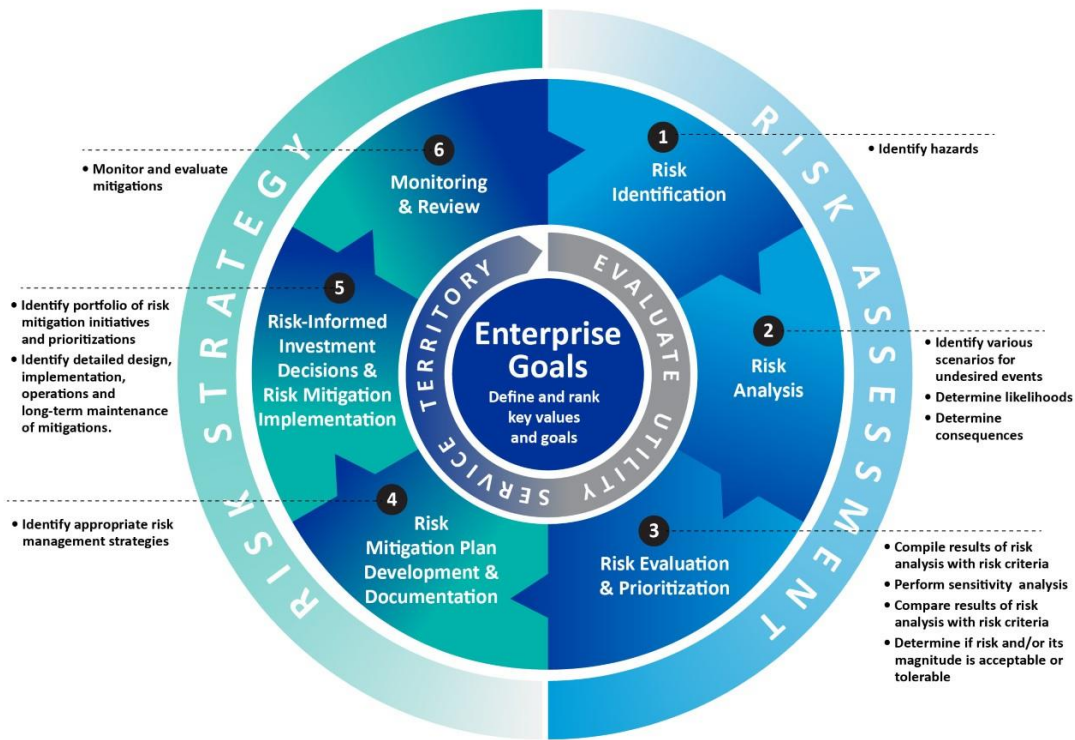 RISK ASSESSMENT
RISK STRATEGY
1
Risk
Identification
• Identify hazards
2
Risk
Analysis
• Identify various
scenarios for
undesired events
• Determine likelihoods
• Determine
consequences
3
Risk Evaluation
& Prioritization
• Compile results of risk
analysis with risk criteria
• Perform sensitivity analysis
• Compare results of risk
analysis with risk criteria
• Determine if risk and/or its
magnitude is acceptable or
tolerable
4
Risk
Mitigation Plan
Development &
Documentation
• Identify appropriate risk
management strategies
5
Risk-Informed
Investment
Decisions &
Risk Mitigation
Implementation
• Identify portfolio of risk
mitigation initiatives
and prioritizations
• Identify detailed design,
implementation,
operations and
long-term maintenance
of mitigations.
6
Monitoring
& Review
• Monitor and evaluate
mitigations
EVALUATE UTILITY SERVICE TERRITORY
Enterprise
Goals
Define and rank
key values
and goals